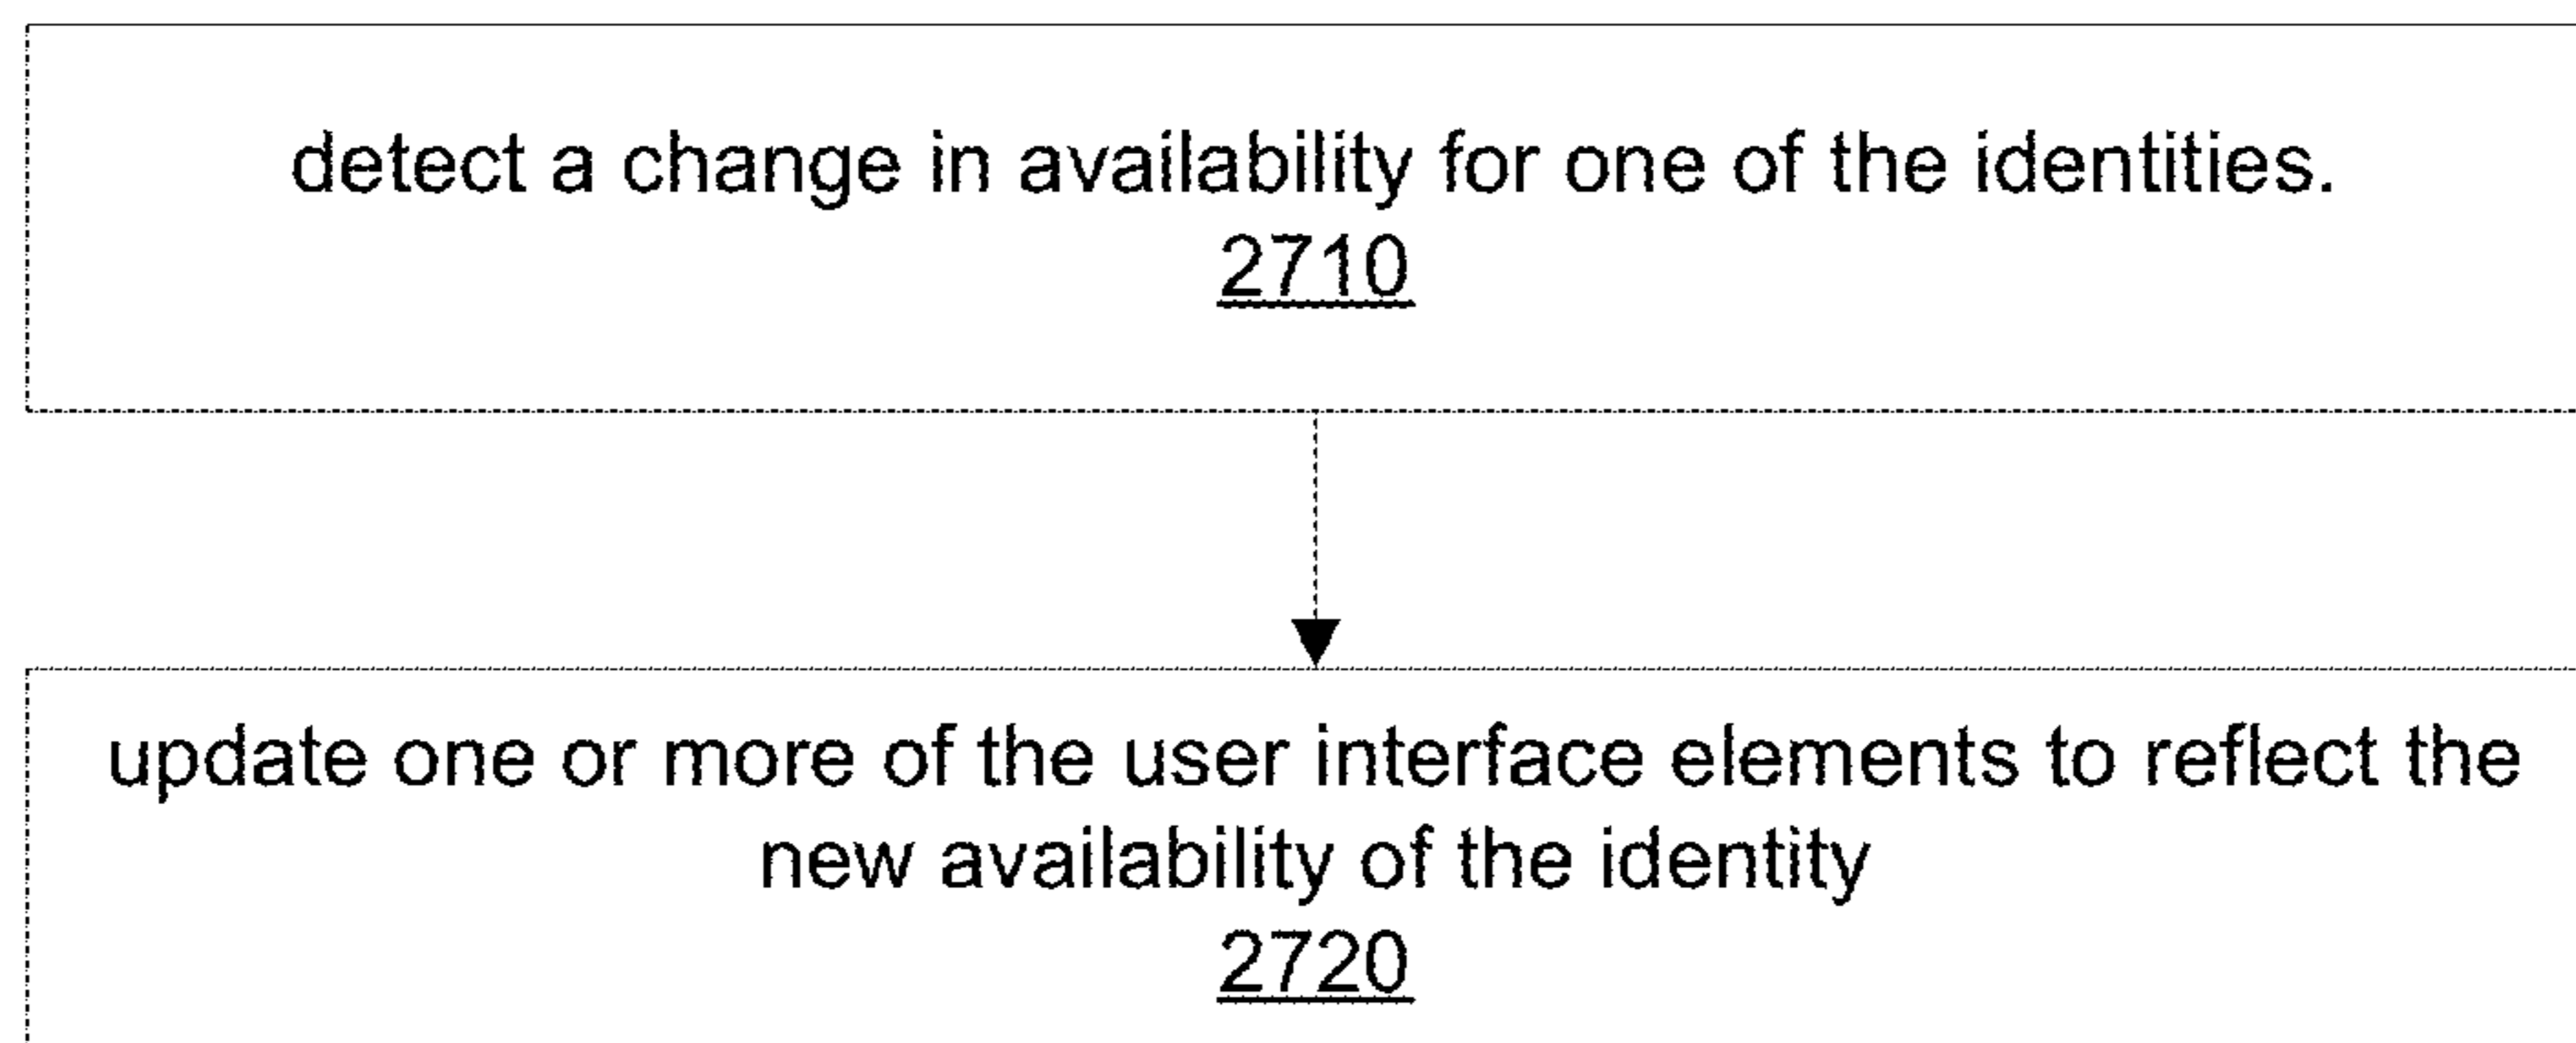 detect a change in availability for one of the identities.
2710
update one or more of the user interface elements to reflect the
new availability of the identity
2720